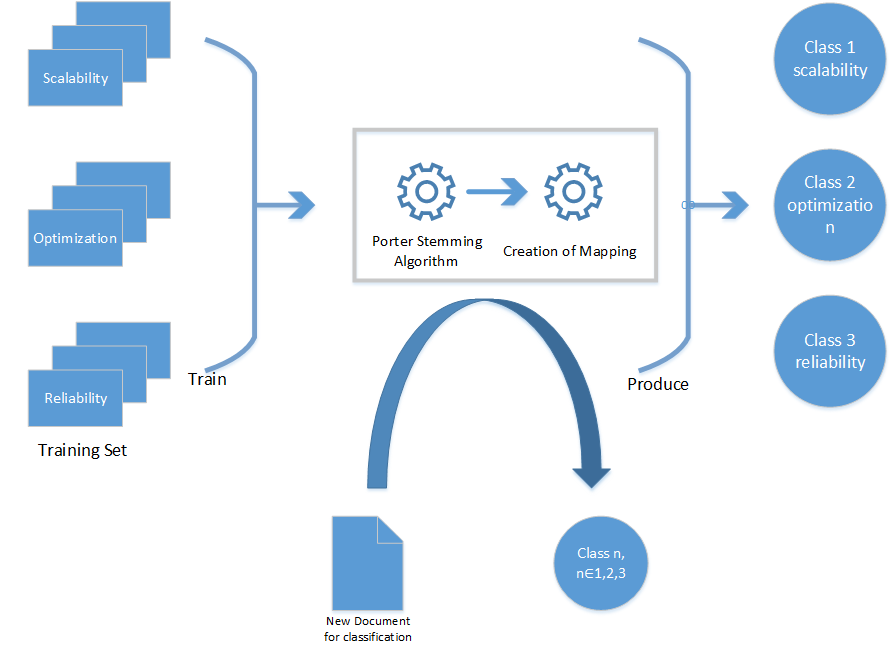 Scalability
Optimization
Reliability
Training Set
Train
Porter Stemming
Algorithm
Creation of Mapping
Produce
Class 1
scalability
Class 2
optimizatio
n
Class 3
reliability
New Document
for classification
Class n,
n∈1,2,3